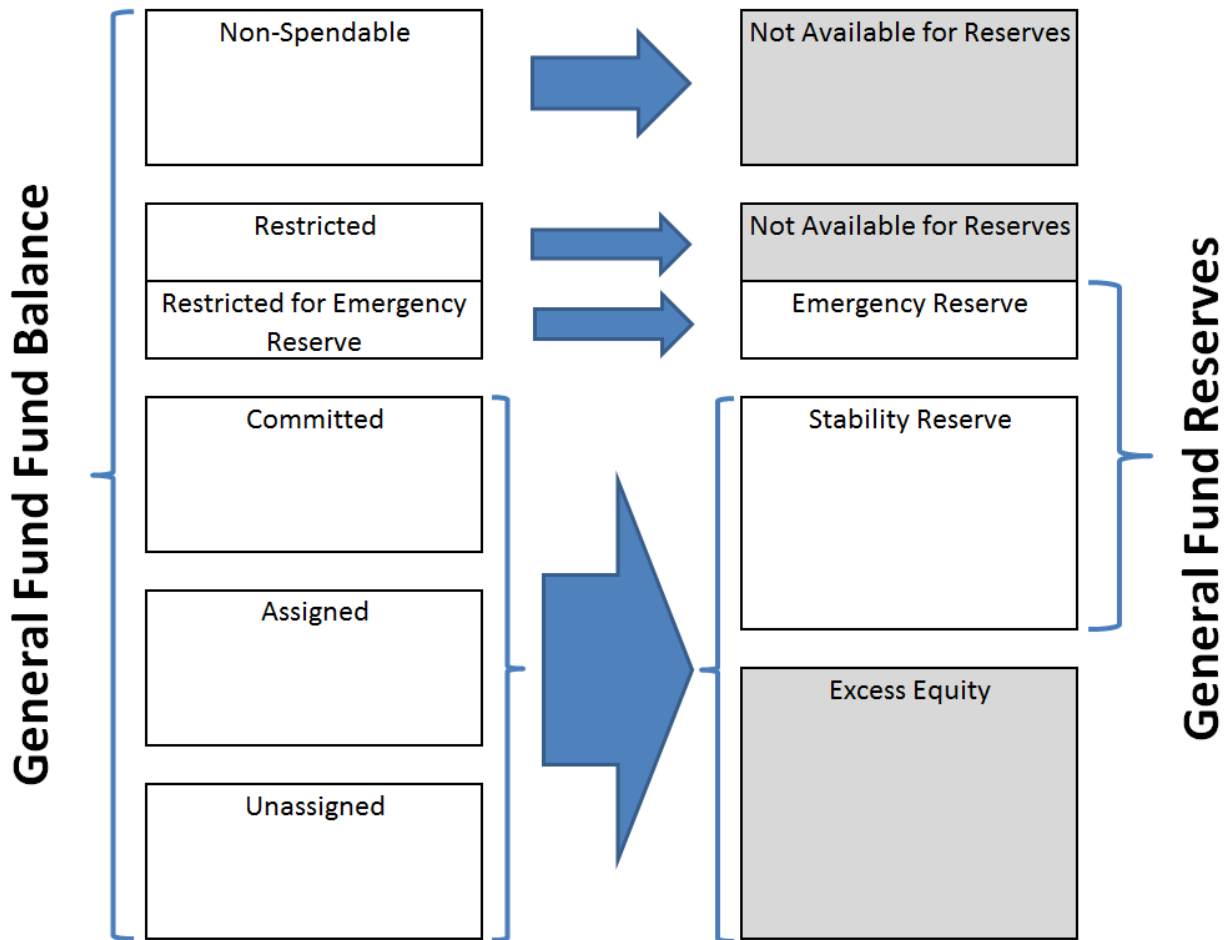 General Fund Fund Balance
Non-Spendable
Not Available for Reserves
Restricted
Not Available for Reserves
Restricted for Emergency
Reserve
Emergency Reserve
Committed
Stability Reserve
Assigned
Excess Equity
Unassigned
General Fund Reserves